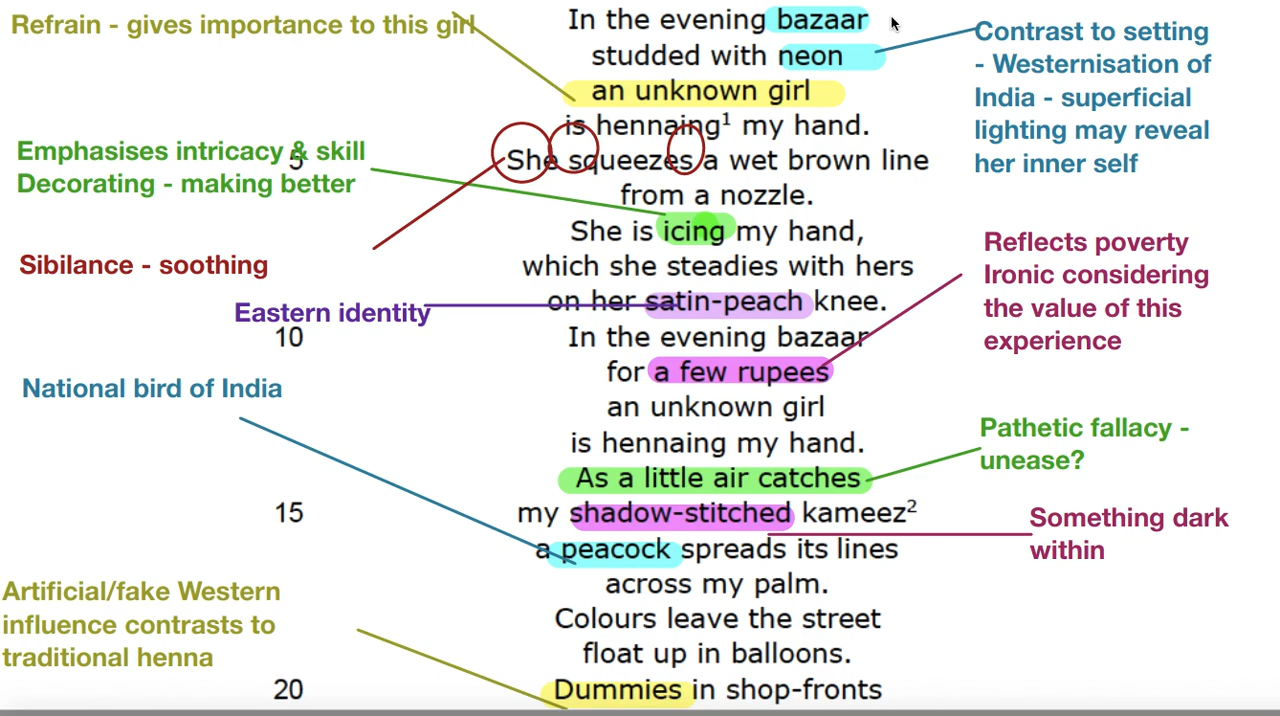 Refrain - gives importance to this girl
In the evening bazaar
studded with neon
an unknown girl
is hennaing¹ my hand.
5 She squeezes a wet brown line
from a nozzle.
She is icing my hand,
which she steadies with hers
on her satin-peach knee.
10 In the evening bazaar
for a few rupees
an unknown girl
is hennaing my hand.
As a little air catches
15 my shadow-stitched kameez²
a peacock spreads its lines
across my palm.
Colours leave the street
float up in balloons.
20 Dummies in shop-fronts
Contrast to setting
- Westernisation of
India - superficial
lighting may reveal
her inner self
Emphasises intricacy & skill
Decorating - making better
Sibilance - soothing
Eastern identity
Reflects poverty
Ironic considering
the value of this
experience
National bird of India
Pathetic fallacy -
unease?
Something dark
within
Artificial/fake Western
influence contrasts to
traditional henna